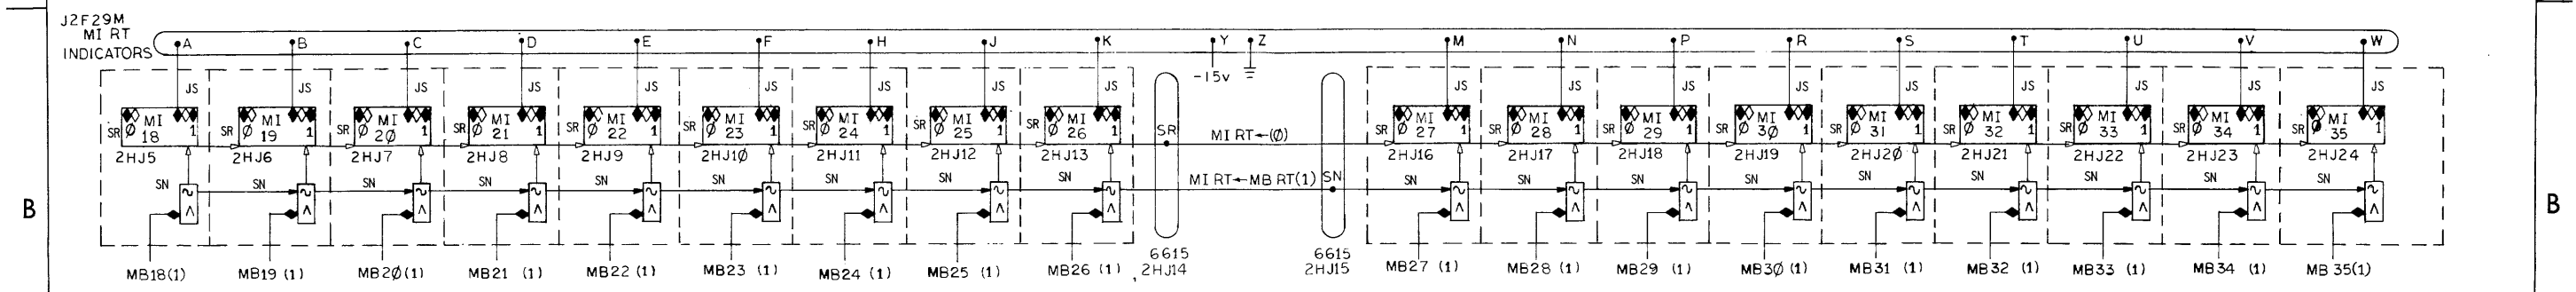 J2F29M
MI RT
INDICATORS
A B C D E F H J K Y Z M N P R S T U V W
-15v
JS JS JS JS JS JS JS JS JS JS JS JS JS JS JS JS JS JS
SR Ø MI 18 1
SR Ø MI 19 1
SR Ø MI 2Ø 1
SR Ø MI 21 1
SR Ø MI 22 1
SR Ø MI 23 1
SR Ø MI 24 1
SR Ø MI 25 1
SR Ø MI 26 1
SR
MI RT←(Ø)
SR Ø MI 27 1
SR Ø MI 28 1
SR Ø MI 29 1
SR Ø MI 3Ø 1
SR Ø MI 31 1
SR Ø MI 32 1
SR Ø MI 33 1
SR Ø MI 34 1
SR Ø MI 35 1
2HJ5 2HJ6 2HJ7 2HJ8 2HJ9 2HJ1Ø 2HJ11 2HJ12 2HJ13 2HJ16 2HJ17 2HJ18 2HJ19 2HJ2Ø 2HJ21 2HJ22 2HJ23 2HJ24
SN SN SN SN SN SN SN SN SN MI RT←MB RT(1) SN SN SN SN SN SN SN SN SN SN
B B
6615
2HJ14
6615
2HJ15
MB18(1) MB19 (1) MB2Ø (1) MB21 (1) MB22 (1) MB23 (1) MB24 (1) MB25 (1) MB26 (1) MB27 (1) MB28 (1) MB29 (1) MB3Ø (1) MB31 (1) MB32 (1) MB33 (1) MB34 (1) MB 35(1)